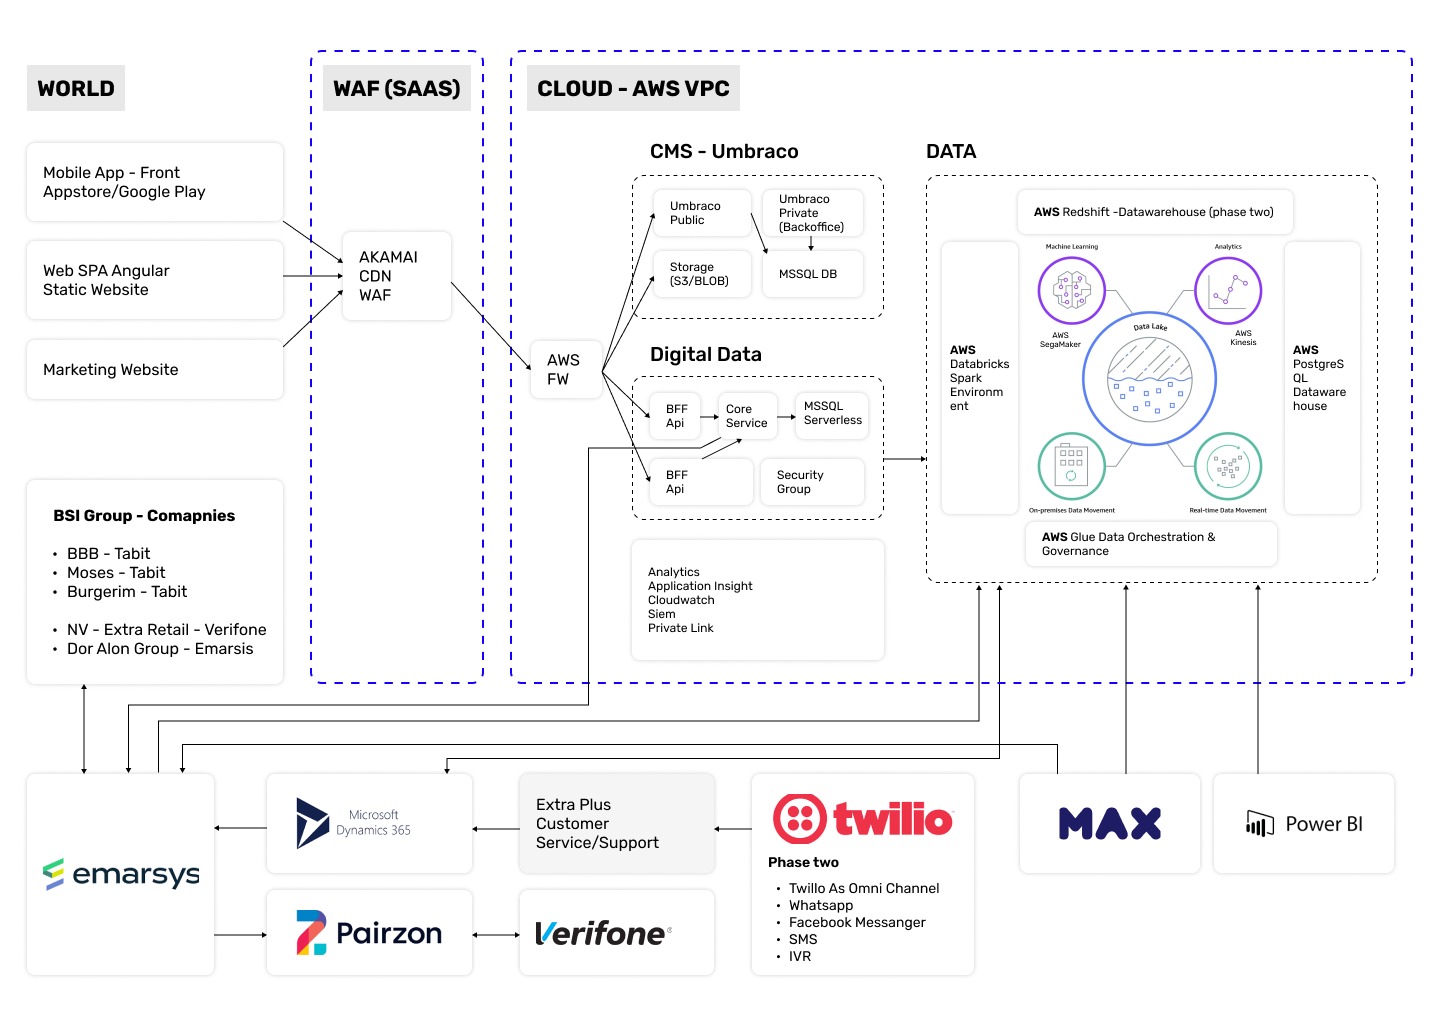 WORLD
WAF (SAAS)
CLOUD - AWS VPC
Mobile App - Front
Appstore/Google Play
Web SPA Angular
Static Website
Marketing Website
AKAMAI
CDN
WAF
AWS
FW
CMS - Umbraco
Umbraco
Public
Umbraco
Private
(Backoffice)
Storage
(S3/BLOB)
MSSQL DB
Digital Data
BFF
Api
Core
Service
MSSQL
Serverless
BFF
Api
Security
Group
Analytics
Application Insight
Cloudwatch
Siem
Private Link
DATA
AWS Redshift -Datawarehouse (phase two)
AWS
Databricks
Spark
Environm
ent
Machine Learning
Analytics
AWS
SegaMaker
AWS
Kinesis
Data Lake
On-premises Data Movement
Real-time Data Movement
AWS
PostgreS
QL
Dataware
house
AWS Glue Data Orchestration &
Governance
BSI Group - Comapnies
• BBB - Tabit
• Moses - Tabit
• Burgerim - Tabit
• NV - Extra Retail - Verifone
• Dor Alon Group - Emarsis
emarsys
Microsoft
Dynamics 365
Pairzon
Extra Plus
Customer
Service/Support
Verifone®
twilio
Phase two
• Twillo As Omni Channel
• Whatsapp
• Facebook Messanger
• SMS
• IVR
MAX
Power BI